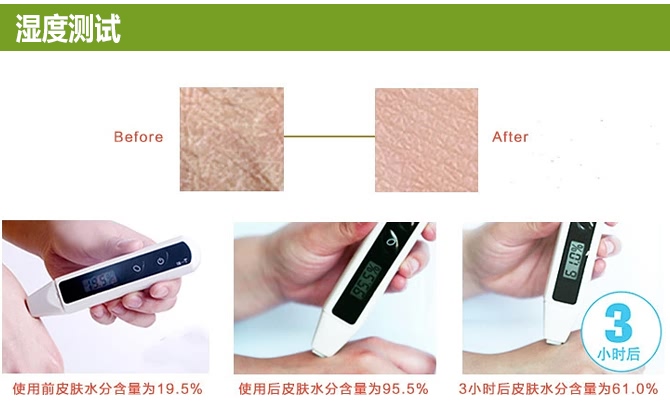 湿度测试
Before
After
19.5%
95.5%
61.0%
3
小时后
使用前皮肤水分含量为19.5%
使用后皮肤水分含量为95.5%
3小时后皮肤水分含量为61.0%